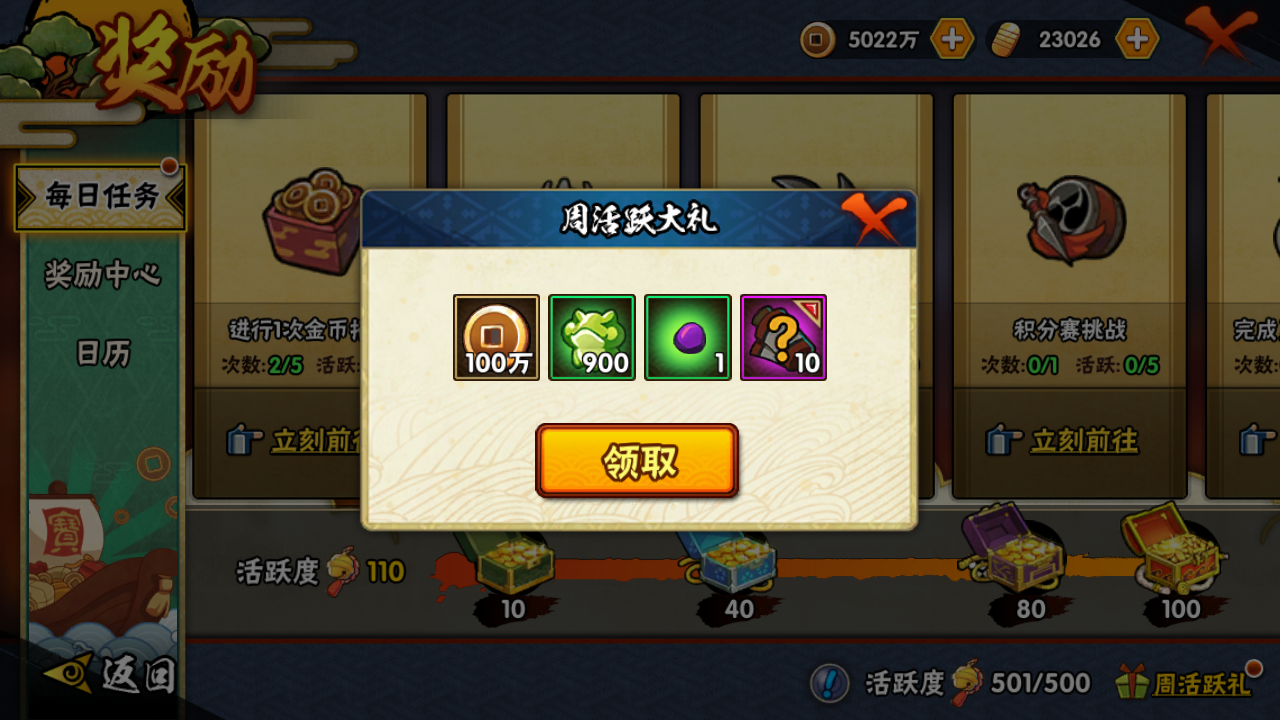 奖励
5022万
23026
每日任务
奖励中心
日历
返回
周活跃大礼
100万
900
1
10
领取
进行1次金币
次数:2/5 活跃:
立刻前往
积分赛挑战
次数:0/1 活跃:0/5
立刻前往
完成
次数:
寶
活跃度 110
10
40
80
100
活跃度 501/500
周活跃礼